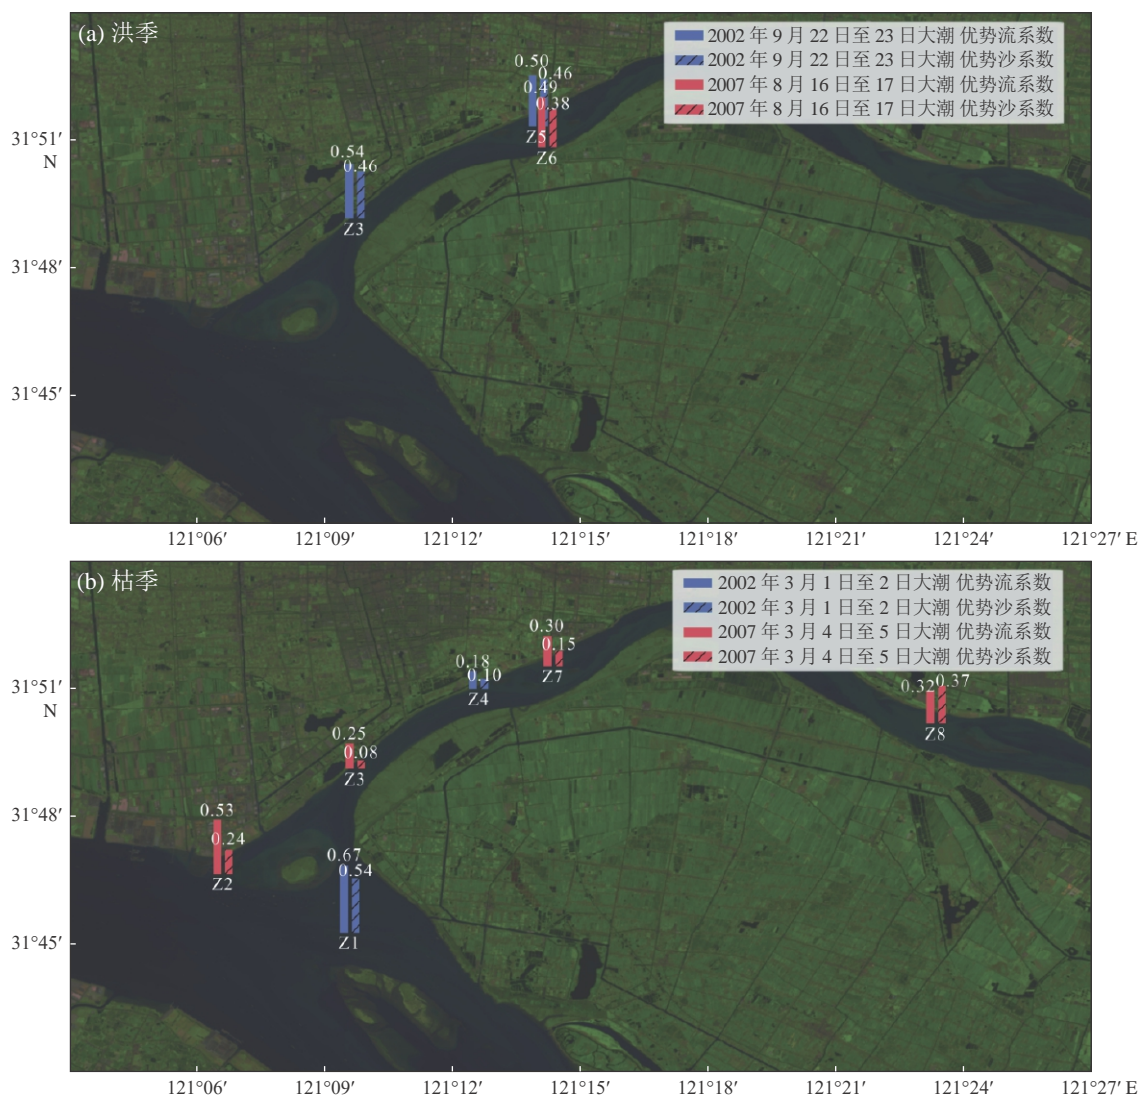 (a) 洪季
2002 年 9 月 22 日至 23 日大潮 优势流系数
2002 年 9 月 22 日至 23 日大潮 优势沙系数
2007 年 8 月 16 至 17 日大潮 优势流系数
2007 年 8 月 16 至 17 日大潮 优势沙系数
0.50
0.46
0.49
0.38
Z5
Z6
0.54
0.46
Z3
31°51′
N
31°48′
31°45′
121°06′
121°09′
121°12′
121°15′
121°18′
121°21′
121°24′
121°27′ E
(b) 枯季
2002 年 3 月 1 日至 2 日大潮 优势流系数
2002 年 3 月 1 日至 2 日大潮 优势沙系数
2007 年 3 月 4 日至 5 日大潮 优势流系数
2007 年 3 月 4 日至 5 日大潮 优势沙系数
0.30
0.15
Z7
0.18
0.10
Z4
0.32
0.37
Z8
0.25
0.08
Z3
0.53
0.24
Z2
0.67
0.54
Z1
31°51′
N
31°48′
31°45′
121°06′
121°09′
121°12′
121°15′
121°18′
121°21′
121°24′
121°27′ E